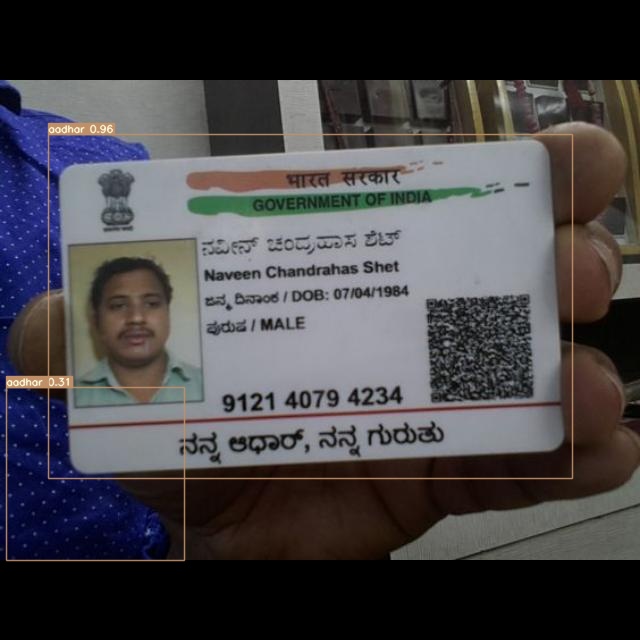 aadhar 0.96
भारत सरकार
GOVERNMENT OF INDIA
ನವೀನ್ ಚಂದ್ರಹಾಸ ಶೆಟ್
Naveen Chandrahas Shet
ಜನ್ಮ ದಿನಾಂಕ / DOB: 07/04/1984
ಪುರುಷ / MALE
9121 4079 4234
aadhar 0.31
ನನ್ನ ಆಧಾರ್, ನನ್ನ ಗುರುತು